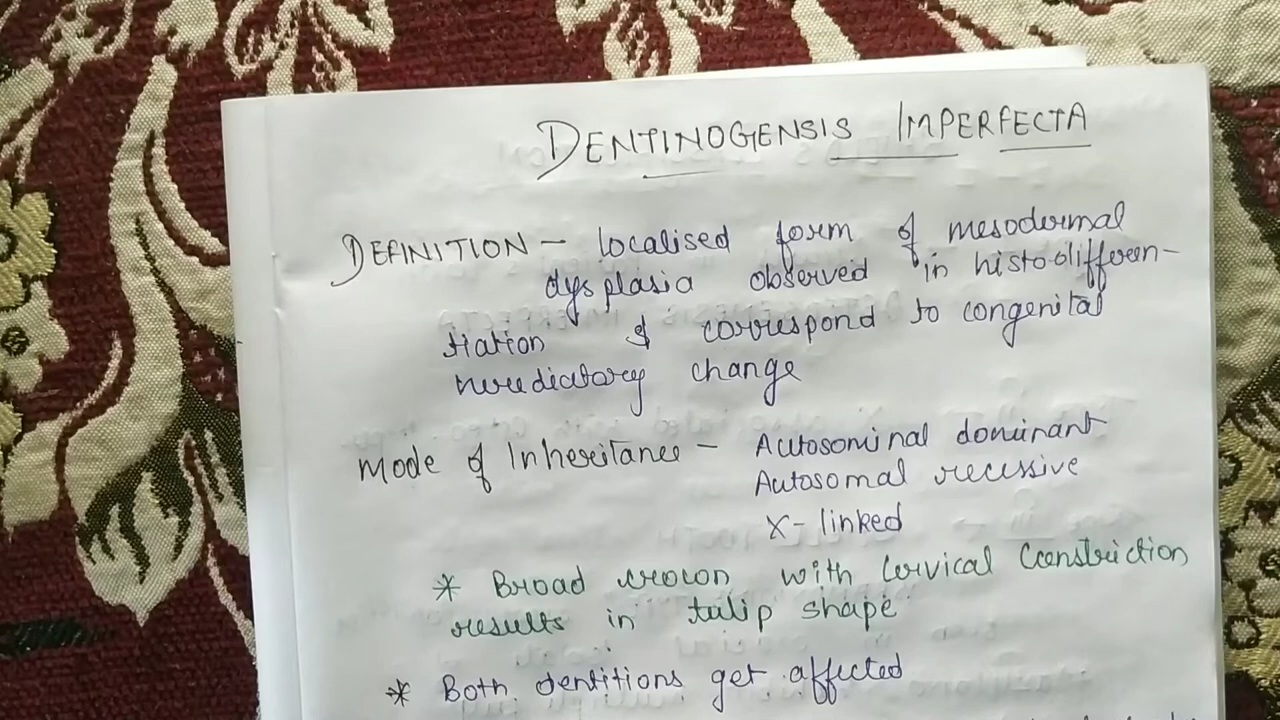 DENTINOGENSIS IMPERFECTA
DEFINITION - localised form of mesodermal
dysplasia observed in histodifferen-
tiation & correspond to congenital
herediatory change
Mode of Inheritance - Autosominal dominant
Autosomal recessive
X-linked
* Broad crown with Cervical Constriction
results in tulip shape
* Both dentitions get affected